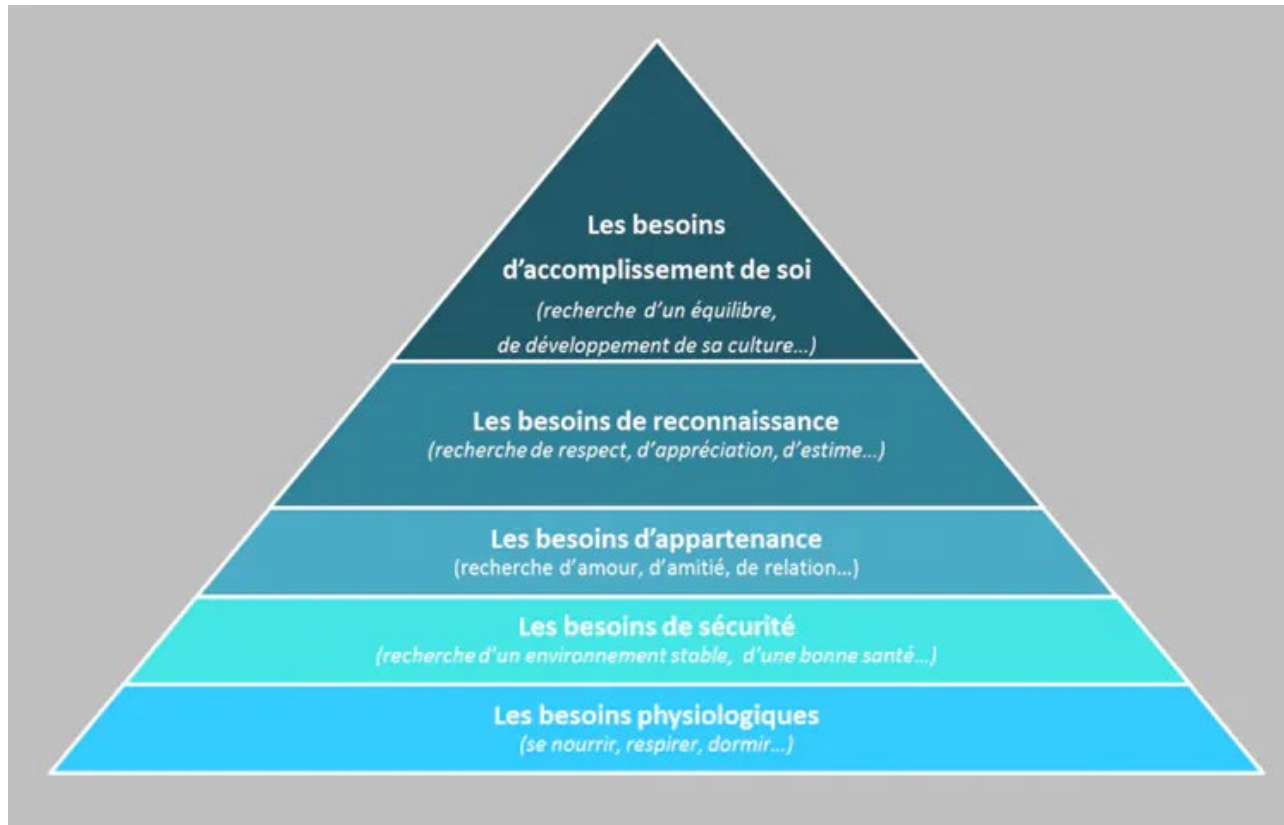 Les besoins
d’accomplissement de soi
(recherche d’un équilibre,
de développement de sa culture…)
Les besoins de reconnaissance
(recherche de respect, d’appréciation, d’estime…)
Les besoins d’appartenance
(recherche d’amour, d’amitié, de relation…)
Les besoins de sécurité
(recherche d’un environnement stable, d’une bonne santé…)
Les besoins physiologiques
(se nourrir, respirer, dormir…)